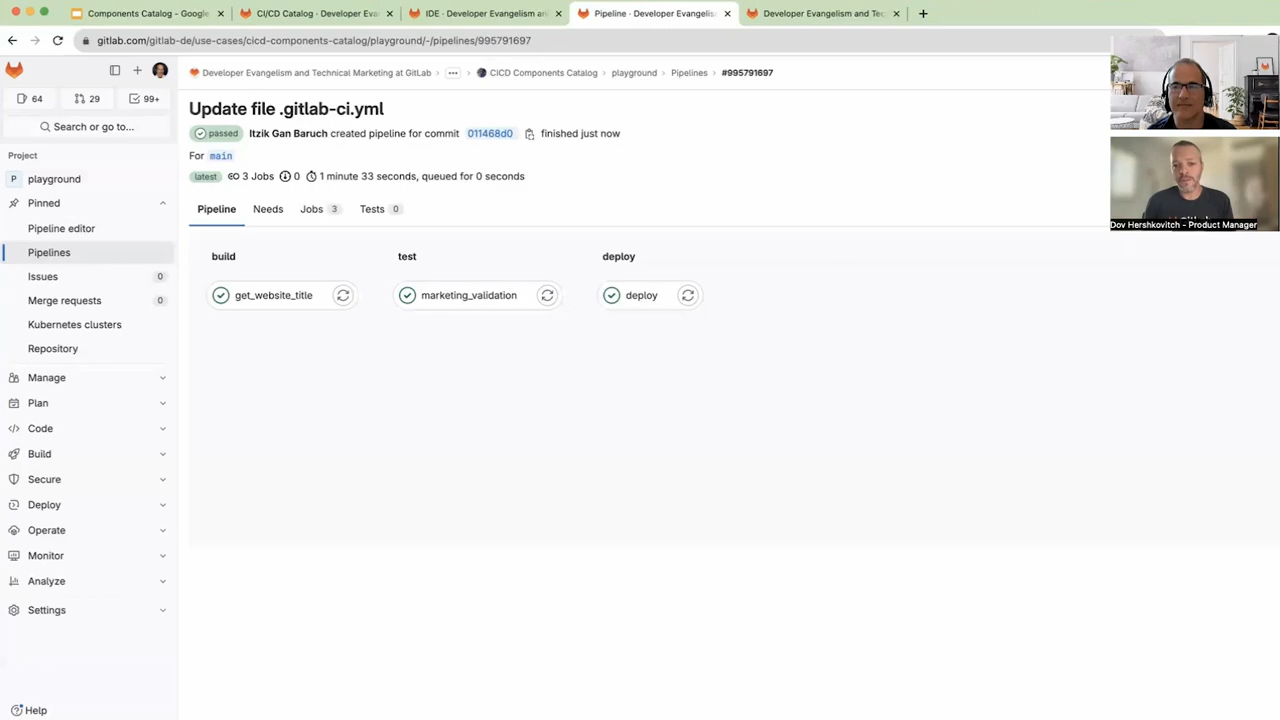 Components Catalog - Google
CI/CD Catalog · Developer Eva
IDE · Developer Evangelism an
Pipeline · Developer Evangelis
Developer Evangelism and Tec
gitlab.com/gitlab-de/use-cases/cicd-components-catalog/playground/-/pipelines/995791697
Developer Evangelism and Technical Marketing at GitLab
CICD Components Catalog
playground
Pipelines
#995791697
64
29
99+
Search or go to...
Project
P playground
Pinned
Pipeline editor
Pipelines
Issues 0
Merge requests 0
Kubernetes clusters
Repository
Manage
Plan
Code
Build
Secure
Deploy
Operate
Monitor
Analyze
Settings
Help
Update file .gitlab-ci.yml
passed Itzik Gan Baruch created pipeline for commit 011468d0 finished just now
For main
latest 3 Jobs 0 1 minute 33 seconds, queued for 0 seconds
Pipeline Needs Jobs 3 Tests 0
build test deploy
get_website_title marketing_validation deploy
Dov Hershkovitch - Product Manager